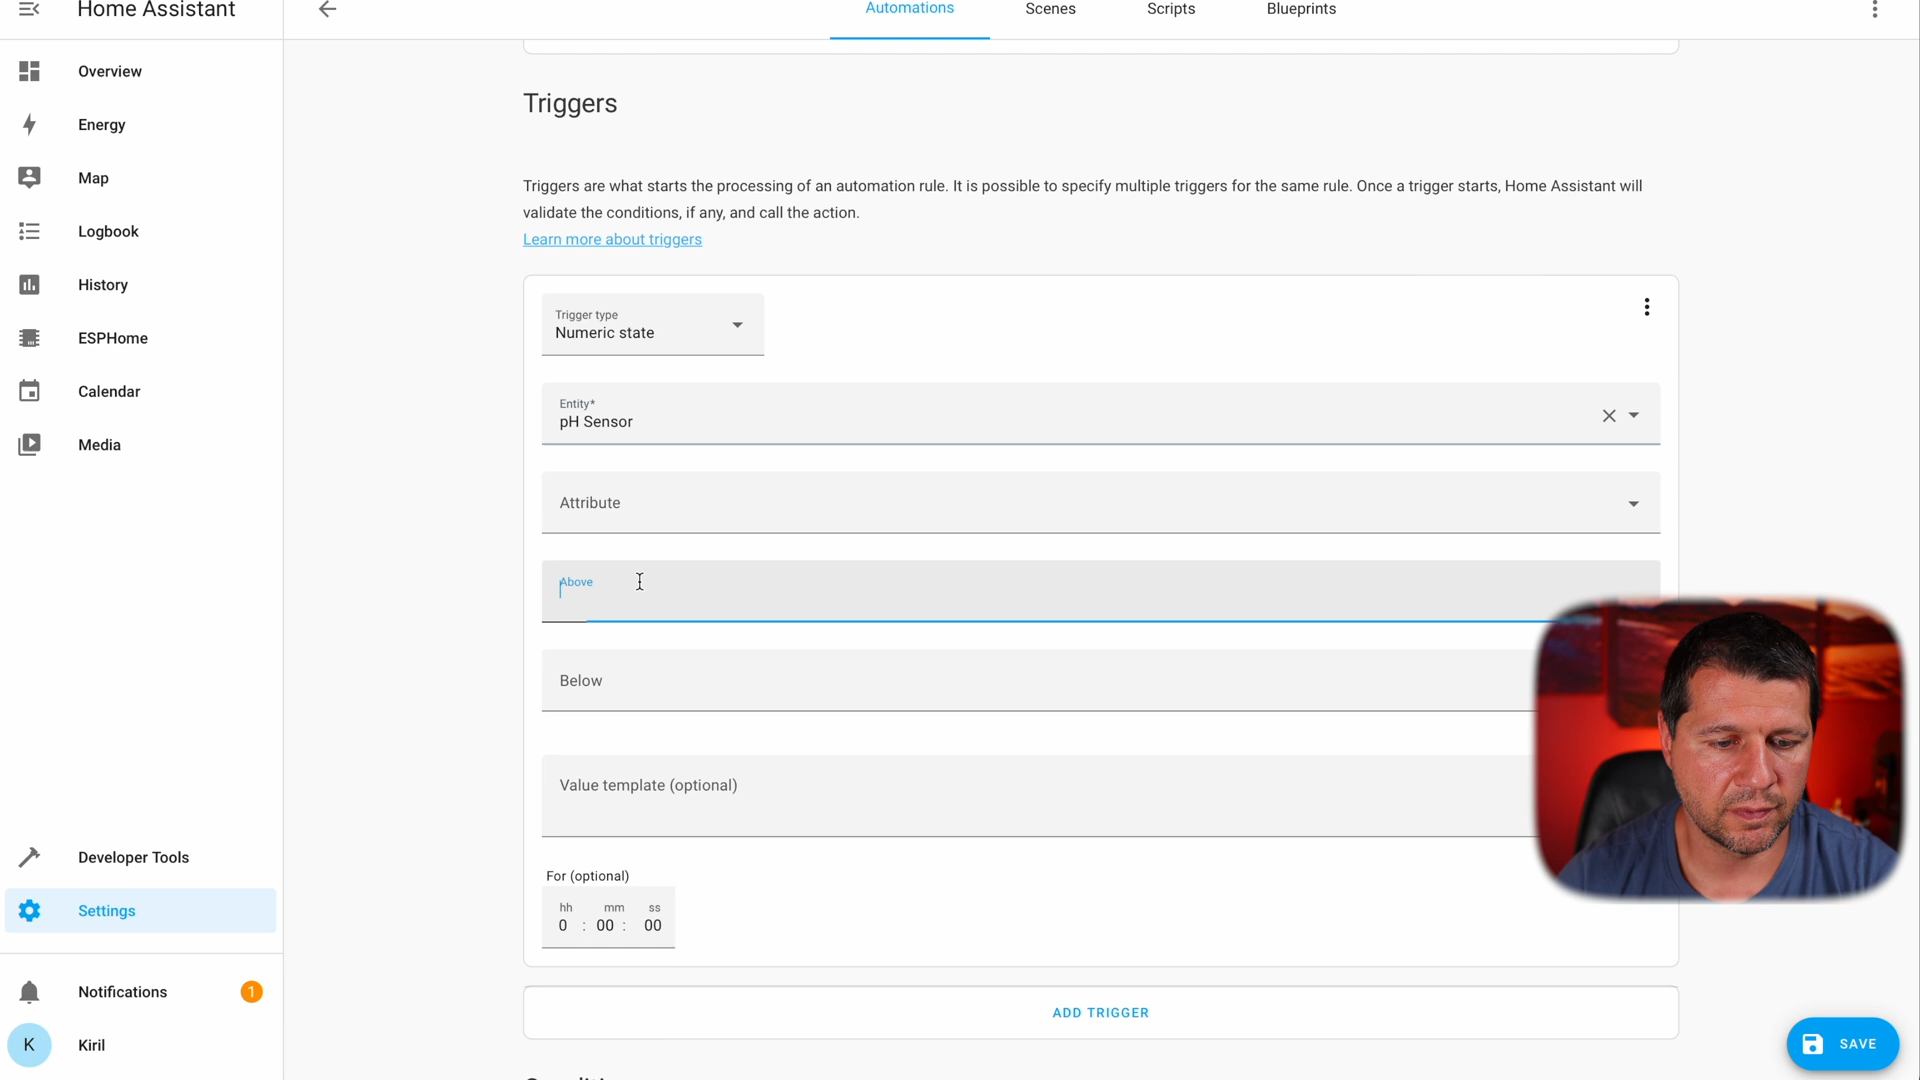 Home Assistant
Automations
Scenes
Scripts
Blueprints
Overview
Energy
Map
Logbook
History
ESPHome
Calendar
Media
Developer Tools
Settings
Notifications
1
K
Kiril
Triggers
Triggers are what starts the processing of an automation rule. It is possible to specify multiple triggers for the same rule. Once a trigger starts, Home Assistant will
validate the conditions, if any, and call the action.
Learn more about triggers
Trigger type
Numeric state
Entity*
pH Sensor
Attribute
Above
Below
Value template (optional)
For (optional)
hh mm ss
0 : 00 : 00
ADD TRIGGER
SAVE